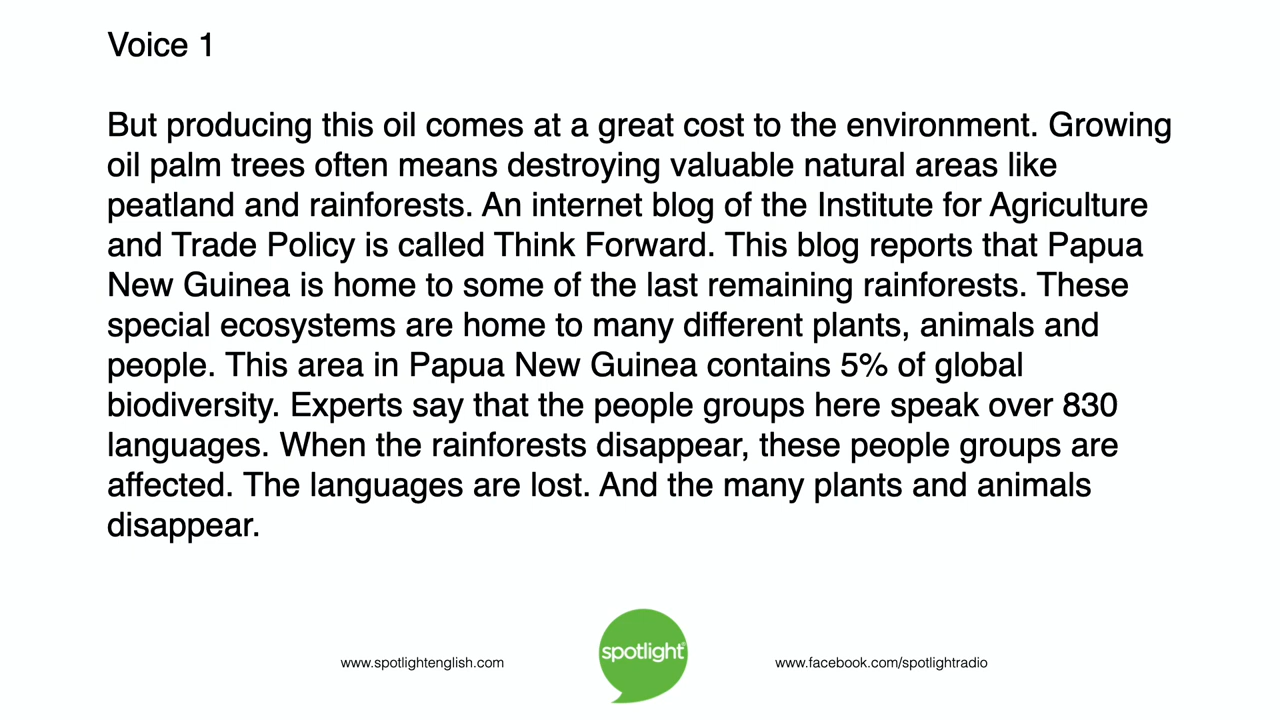 Voice 1
But producing this oil comes at a great cost to the environment. Growing
oil palm trees often means destroying valuable natural areas like
peatland and rainforests. An internet blog of the Institute for Agriculture
and Trade Policy is called Think Forward. This blog reports that Papua
New Guinea is home to some of the last remaining rainforests. These
special ecosystems are home to many different plants, animals and
people. This area in Papua New Guinea contains 5% of global
biodiversity. Experts say that the people groups here speak over 830
languages. When the rainforests disappear, these people groups are
affected. The languages are lost. And the many plants and animals
disappear.
www.spotlightenglish.com
spotlight
www.facebook.com/spotlightradio